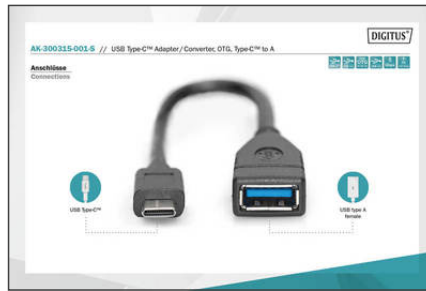 DIGITUS®
AK-300315-001-S // USB Type-C™ Adapter / Converter, OTG, Type-C™ to A
Anschlüsse
Connections
USB Type-C™
USB type A
female